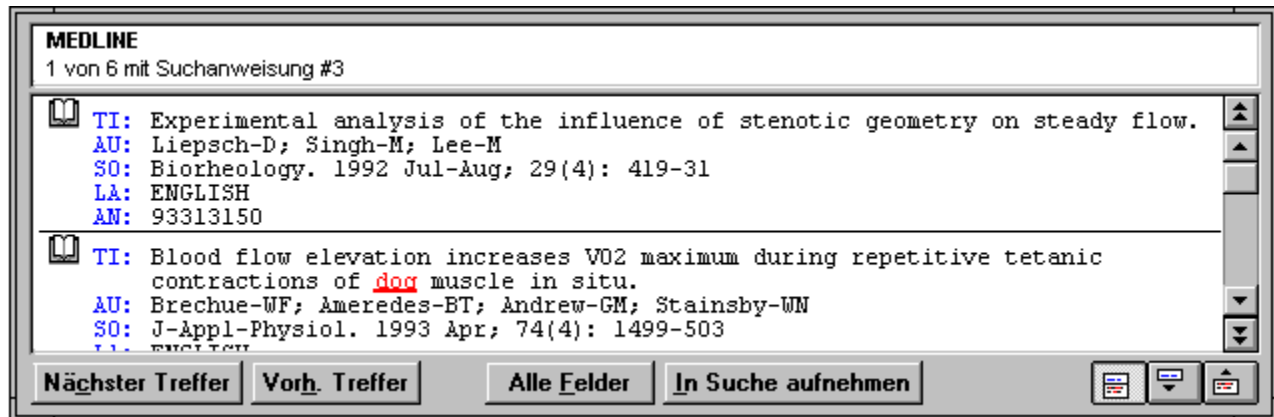 MEDLINE
1 von 6 mit Suchanweisung #3
TI: Experimental analysis of the influence of stenotic geometry on steady flow.
AU: Liepsch-D; Singh-M; Lee-M
SO: Biorheology. 1992 Jul-Aug; 29(4): 419-31
LA: ENGLISH
AN: 93313150
TI: Blood flow elevation increases VO2 maximum during repetitive tetanic
contractions of dog muscle in situ.
AU: Brechue-WF; Ameredes-BT; Andrew-GM; Stainsby-WN
SO: J-Appl-Physiol. 1993 Apr; 74(4): 1499-503
LA: ENGLISH
Nächster Treffer Vorh. Treffer Alle Felder In Suche aufnehmen